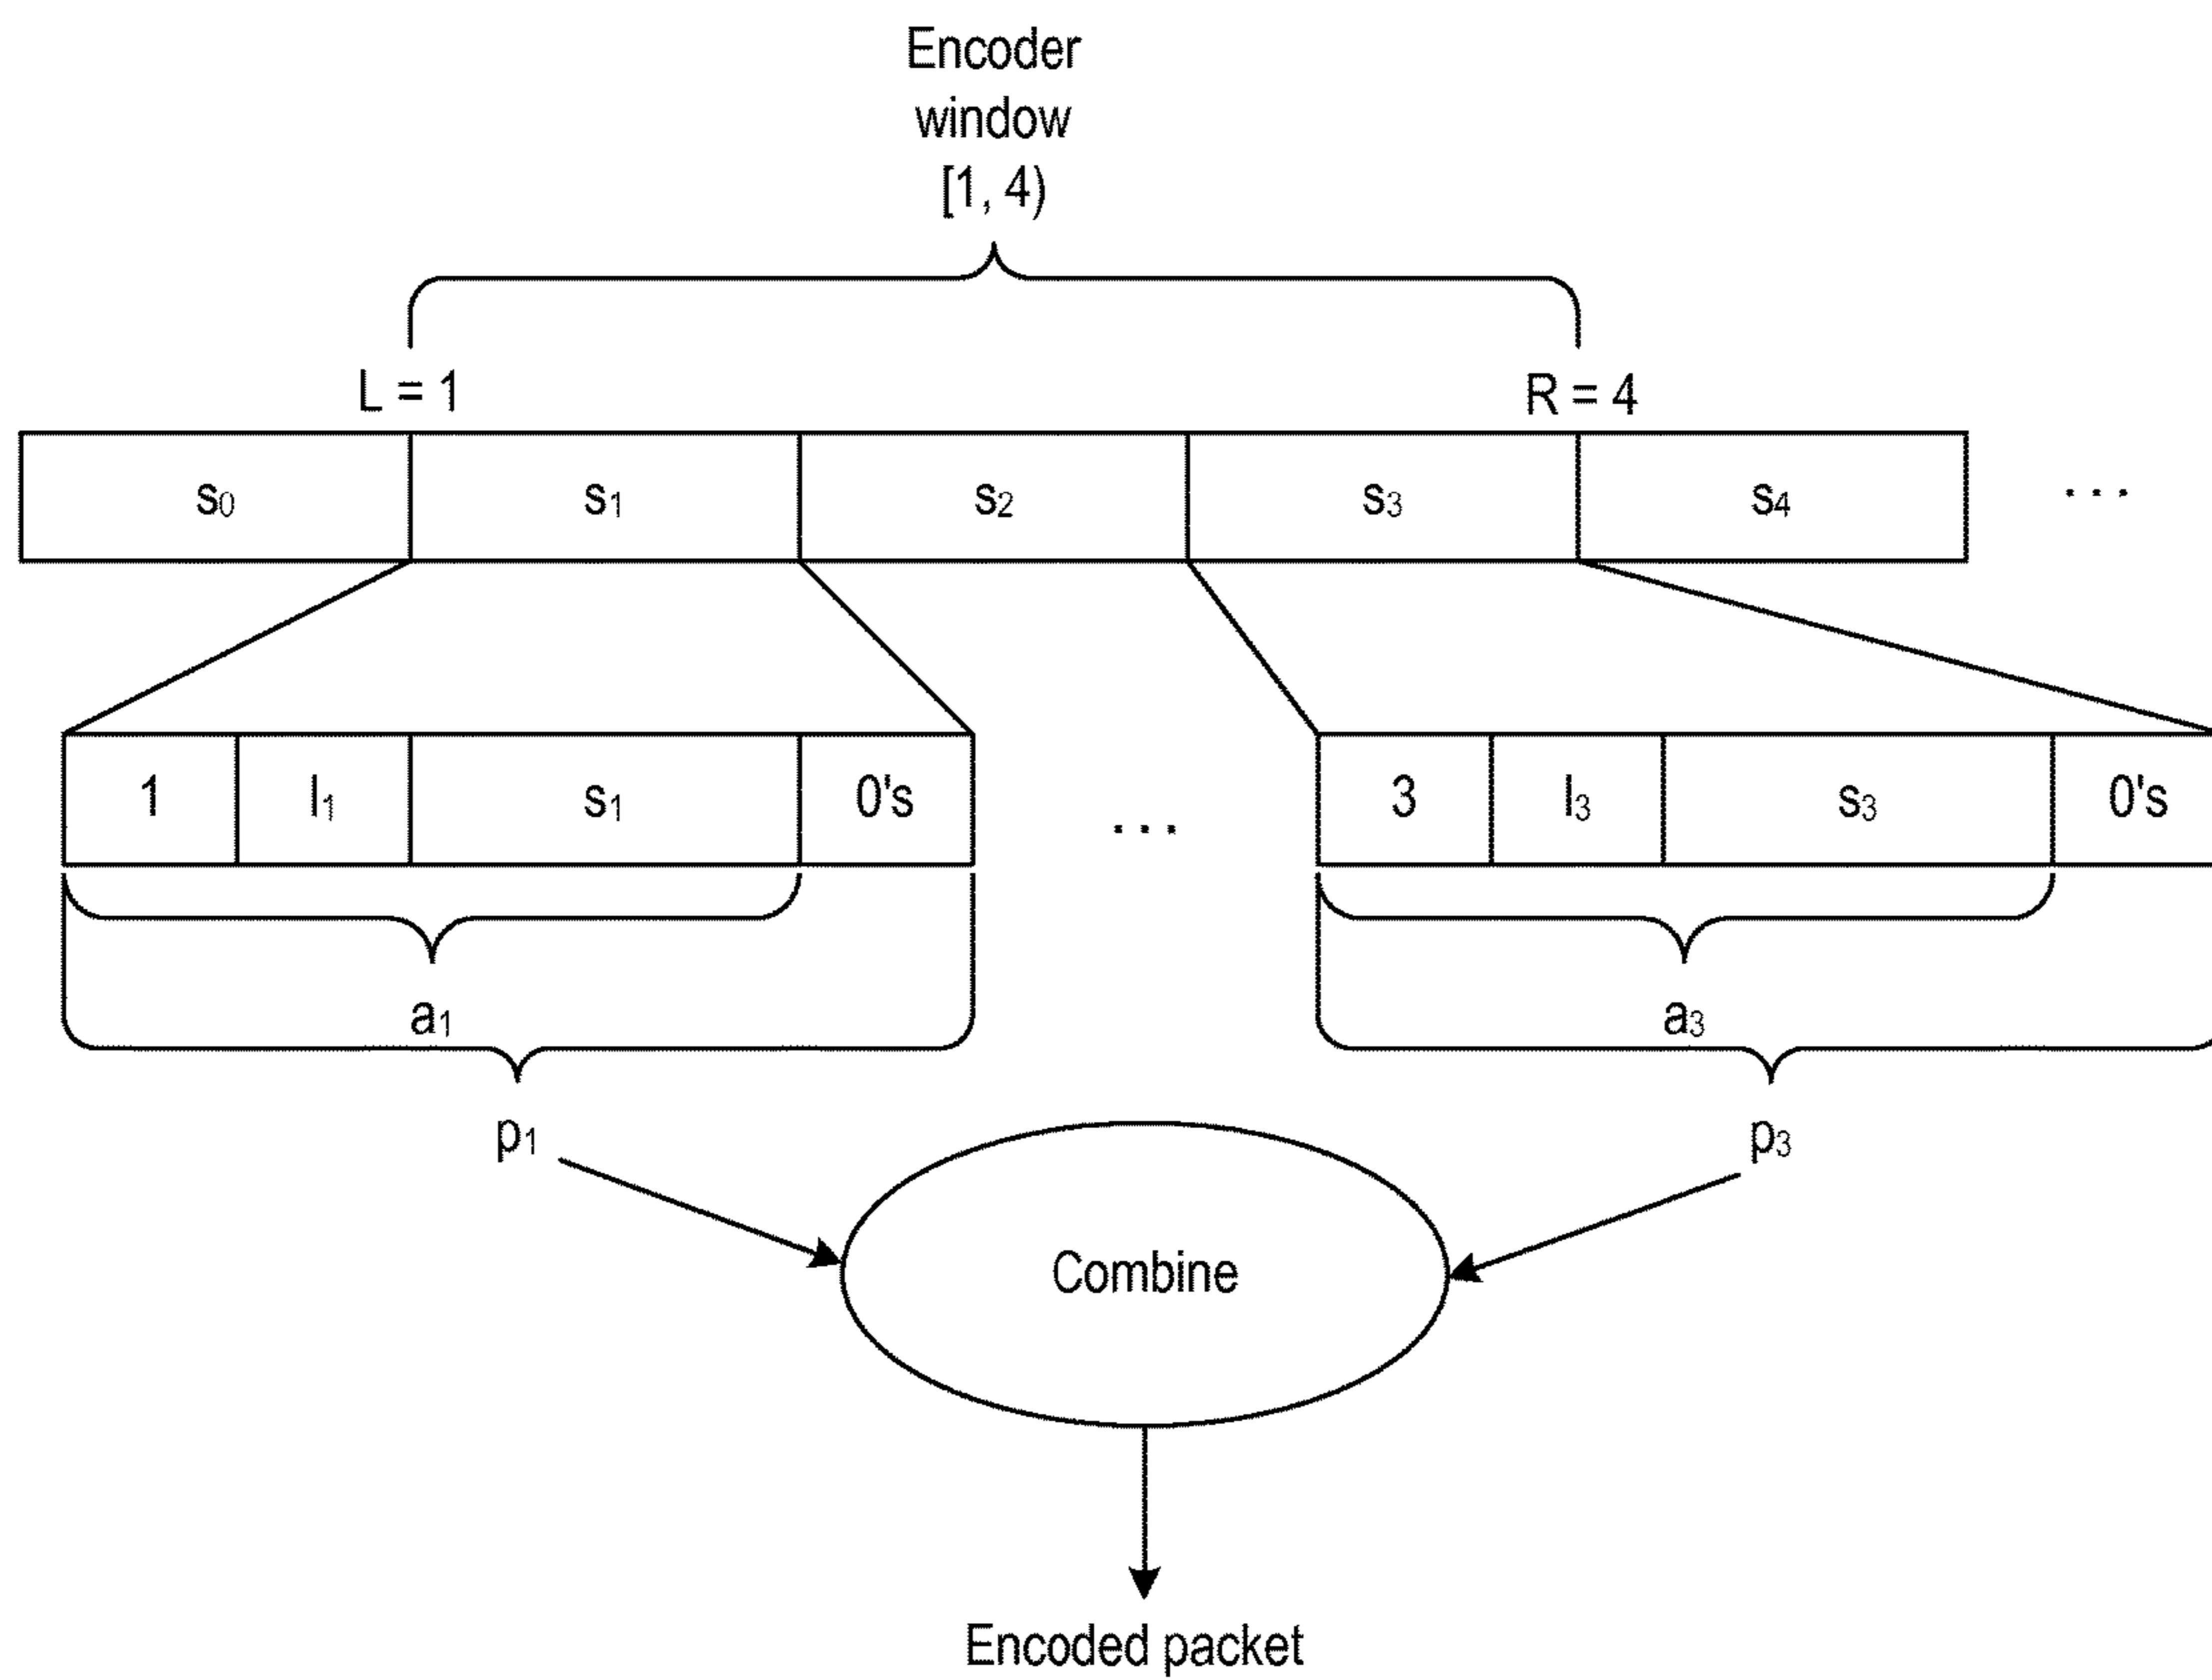 Encoder
window
[1, 4)
L = 1
R = 4
s₀ s₁ s₂ s₃ s₄ ...
1 l₁ s₁ 0's ... 3 l₃ s₃ 0's
a₁ a₃
p₁ p₃
Combine
Encoded packet